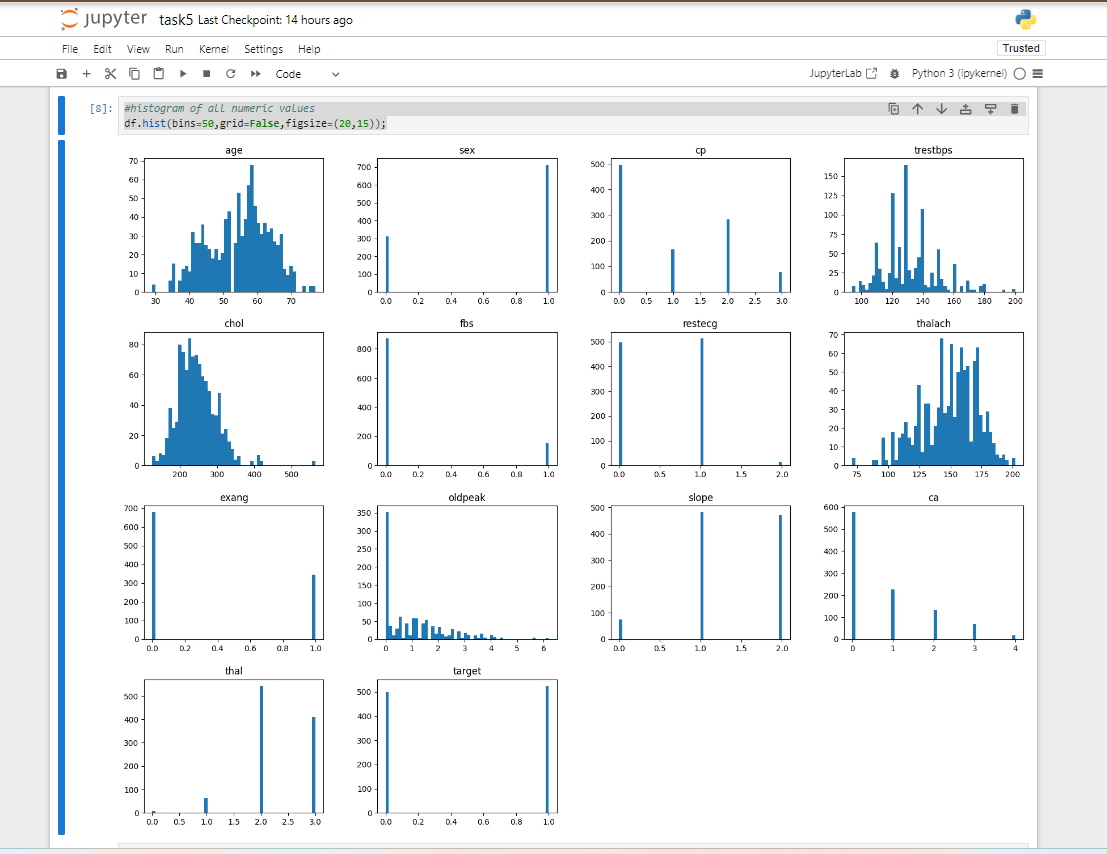 jupyter task5 Last Checkpoint: 14 hours ago
File Edit View Run Kernel Settings Help Trusted
Code JupyterLab Python 3 (ipykernel)
[8]: #histogram of all numeric values
df.hist(bins=50,grid=False,figsize=(20,15));
age
70
60
50
40
30
20
10
0
30 40 50 60 70
sex
700
600
500
400
300
200
100
0
0.0 0.2 0.4 0.6 0.8 1.0
cp
500
400
300
200
100
0
0.0 0.5 1.0 1.5 2.0 2.5 3.0
trestbps
150
125
100
75
50
25
0
100 120 140 160 180 200
chol
80
60
40
20
0
200 300 400 500
fbs
800
600
400
200
0
0.0 0.2 0.4 0.6 0.8 1.0
restecg
500
400
300
200
100
0
0.0 0.5 1.0 1.5 2.0
thalach
70
60
50
40
30
20
10
0
75 100 125 150 175 200
exang
700
600
500
400
300
200
100
0
0.0 0.2 0.4 0.6 0.8 1.0
oldpeak
350
300
250
200
150
100
50
0
0 1 2 3 4 5 6
slope
500
400
300
200
100
0
0.0 0.5 1.0 1.5 2.0
ca
600
500
400
300
200
100
0
0 1 2 3 4
thal
500
400
300
200
100
0
0.0 0.5 1.0 1.5 2.0 2.5 3.0
target
500
400
300
200
100
0
0.0 0.2 0.4 0.6 0.8 1.0